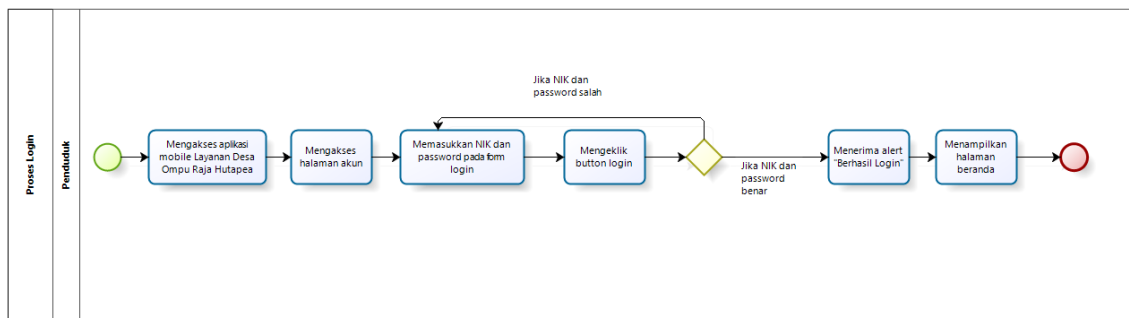 Proses Login
Penduduk
Mengakses aplikasi
mobile Layanan Desa
Ompu Raja Hutapea
Mengakses
halaman akun
Memasukkan NIK dan
password pada form
login
Mengeklik
button login
Jika NIK dan
password salah
Jika NIK dan
password
benar
Menerima alert
"Berhasil Login"
Menampilkan
halaman
beranda